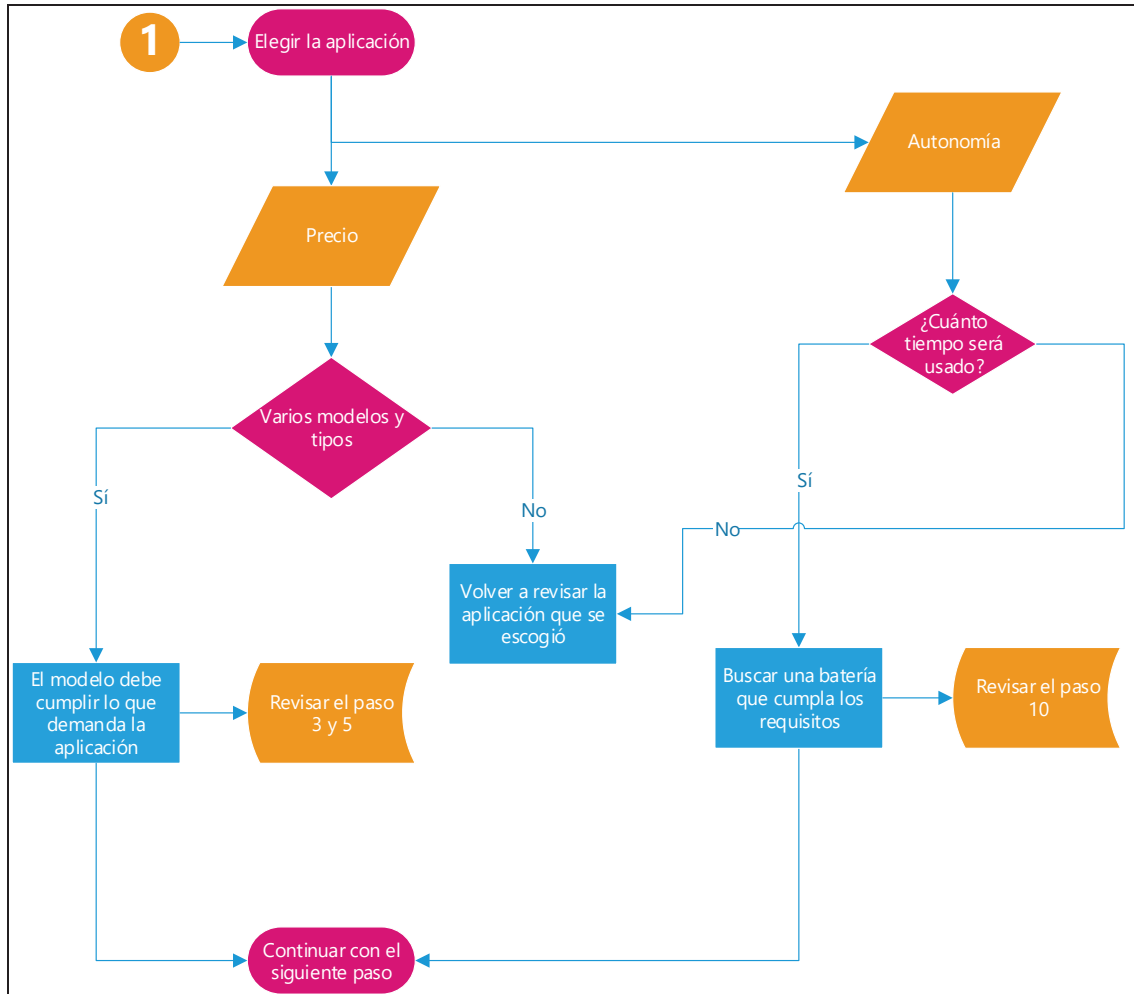 1
Elegir la aplicación
Autonomía
Precio
¿Cuánto
tiempo será
usado?
Varios modelos y
tipos
Sí
No
Sí
No
Volver a revisar la
aplicación que se
escogió
El modelo debe
cumplir lo que
demanda la
aplicación
Revisar el paso
3 y 5
Buscar una batería
que cumpla los
requisitos
Revisar el paso
10
Continuar con el
siguiente paso